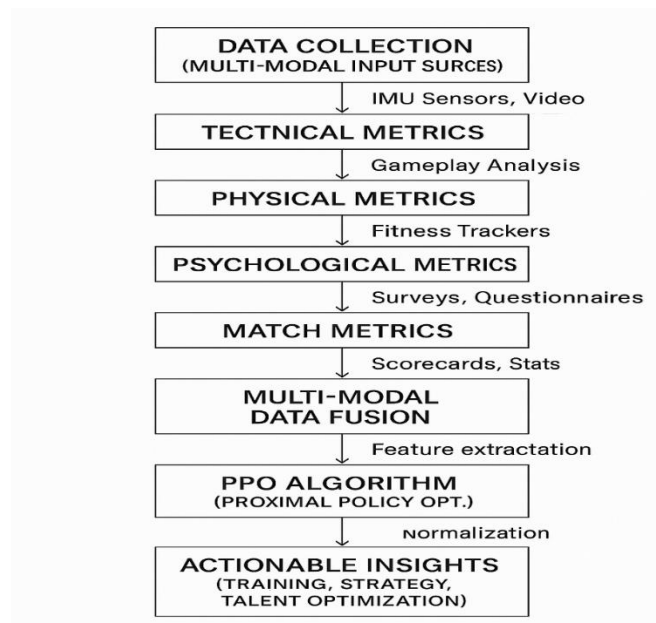 DATA COLLECTION
(MULTI-MODAL INPUT SURCES)
IMU Sensors, Video
TECTNICAL METRICS
Gameplay Analysis
PHYSICAL METRICS
Fitness Trackers
PSYCHOLOGICAL METRICS
Surveys, Questionnaires
MATCH METRICS
Scorecards, Stats
MULTI-MODAL
DATA FUSION
Feature extractation
PPO ALGORITHM
(PROXIMAL POLICY OPT.)
Normalization
ACTIONABLE INSIGHTS
(TRAINING, STRATEGY,
TALENT OPTIMIZATION)